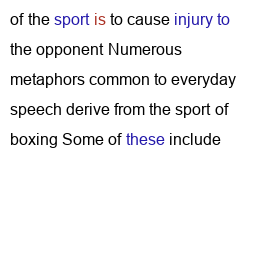 of the sport is to cause injury to
the opponent Numerous
metaphors common to everyday
speech derive from the sport of
boxing Some of these include